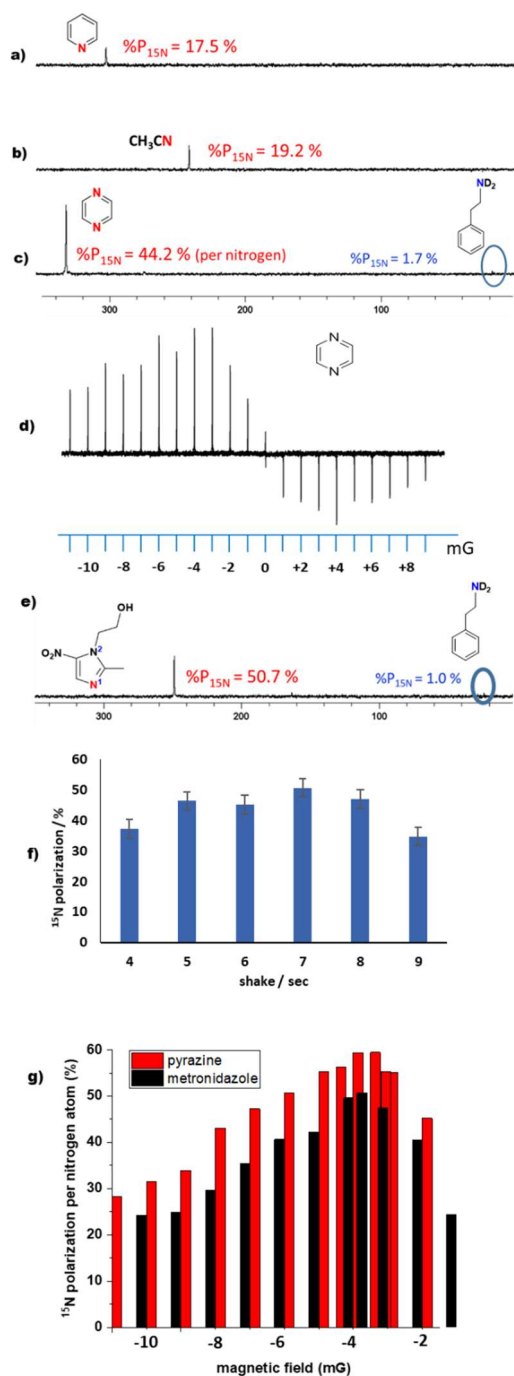 N
%P15N = 17.5 %
a)
CH3CN
%P15N = 19.2 %
b)
N
N
ND2
%P15N = 44.2 % (per nitrogen)
%P15N = 1.7 %
c)
300 200 100
N
N
d)
mG
-10 -8 -6 -4 -2 0 +2 +4 +6 +8
e)
OH
ND2
O2N
N2
N1
%P15N = 50.7 %
%P15N = 1.0 %
300 200 100
f)
15N polarization / %
60
50
40
30
20
10
0
4 5 6 7 8 9
shake / sec
g)
pyrazine
metronidazole
15N polarization per nitrogen atom (%)
60
50
40
30
20
10
0
-10 -8 -6 -4 -2
magnetic field (mG)